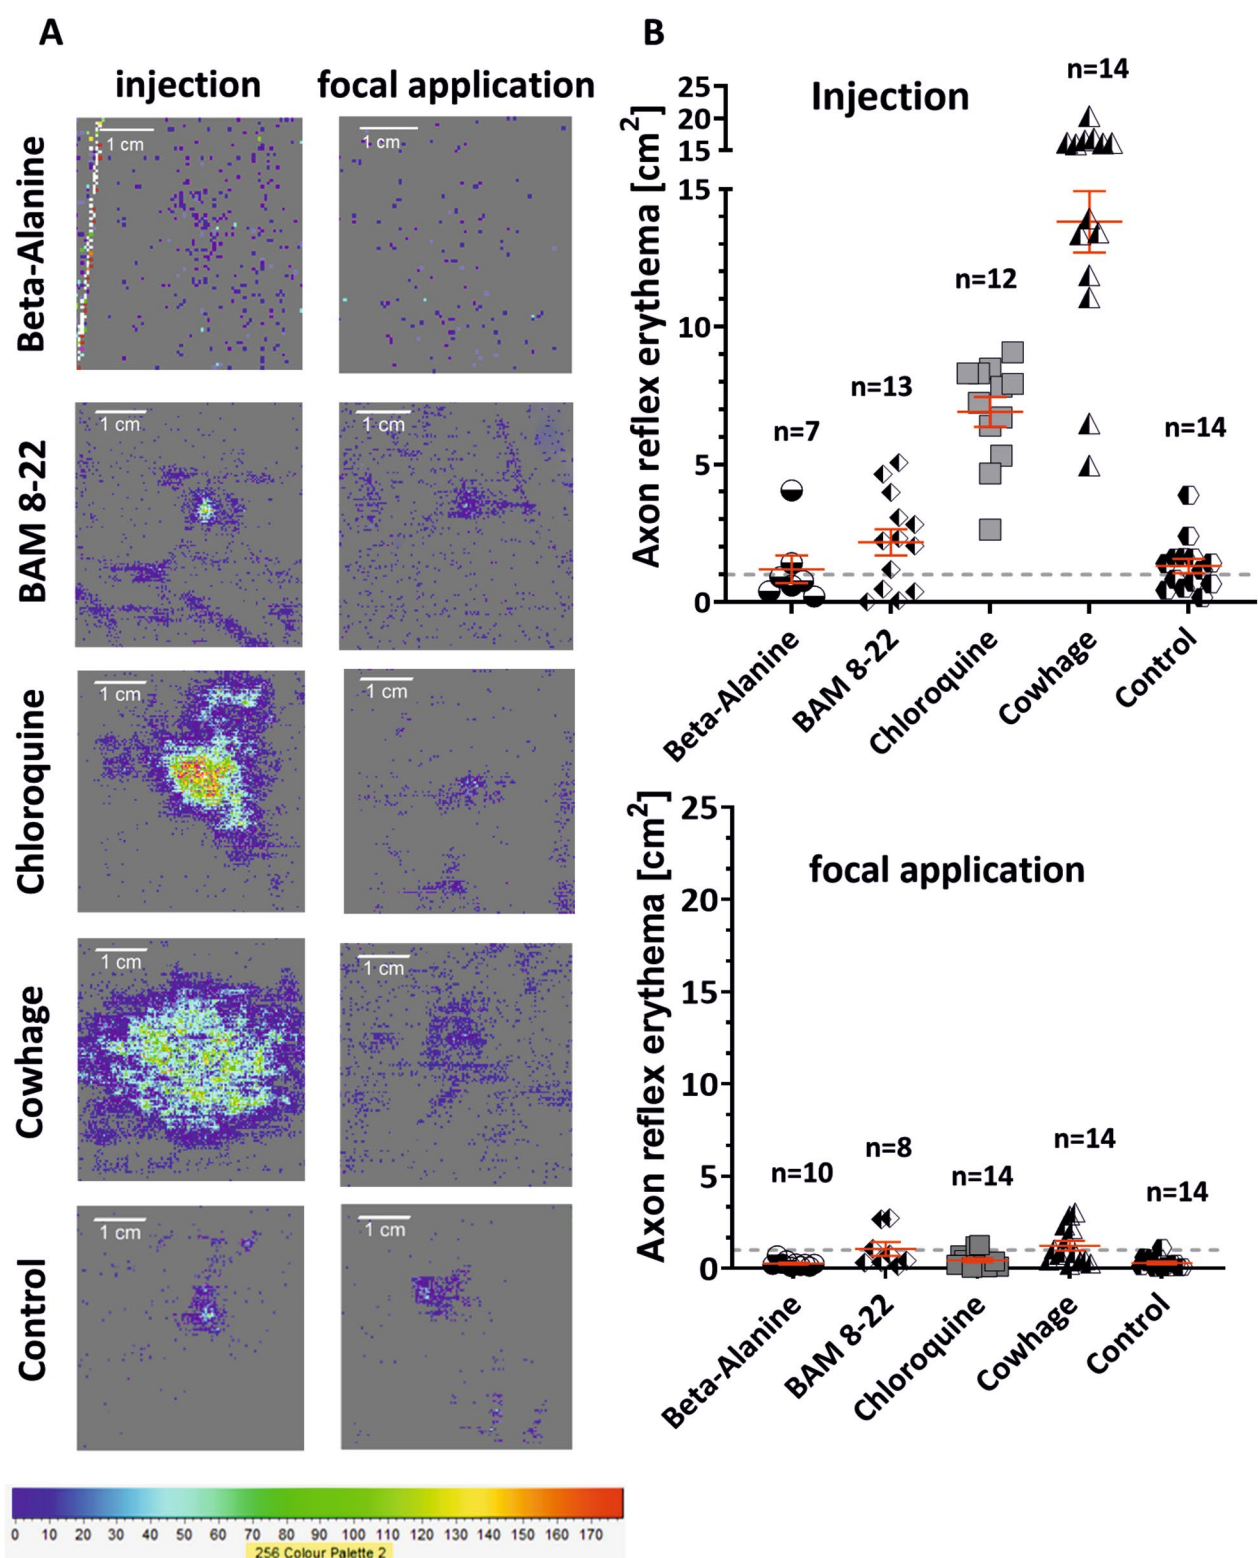 A
injection
focal application
Beta-Alanine
1 cm
1 cm
BAM 8-22
1 cm
1 cm
Chloroquine
1 cm
1 cm
Cowhage
1 cm
1 cm
Control
1 cm
1 cm
0 10 20 30 40 50 60 70 80 90 100 110 120 130 140 150 160 170
256 Colour Palette 2
B
Injection
Axon reflex erythema [cm²]
25
20
15
15
10
5
0
n=7
n=13
n=12
n=14
n=14
Beta-Alanine
BAM 8-22
Chloroquine
Cowhage
Control
focal application
Axon reflex erythema [cm²]
25
20
15
10
5
0
n=10
n=8
n=14
n=14
n=14
Beta-Alanine
BAM 8-22
Chloroquine
Cowhage
Control